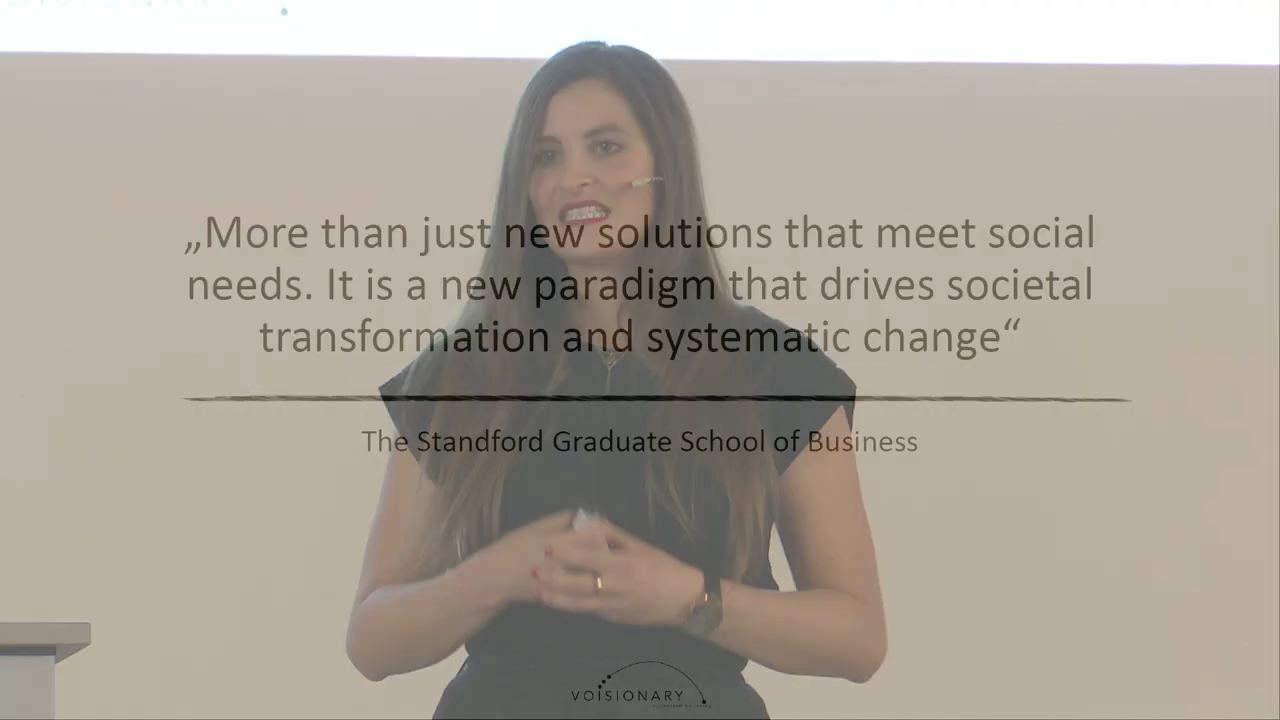 „More than just new solutions that meet social
needs. It is a new paradigm that drives societal
transformation and systematic change“
The Standford Graduate School of Business
VOISIONARY